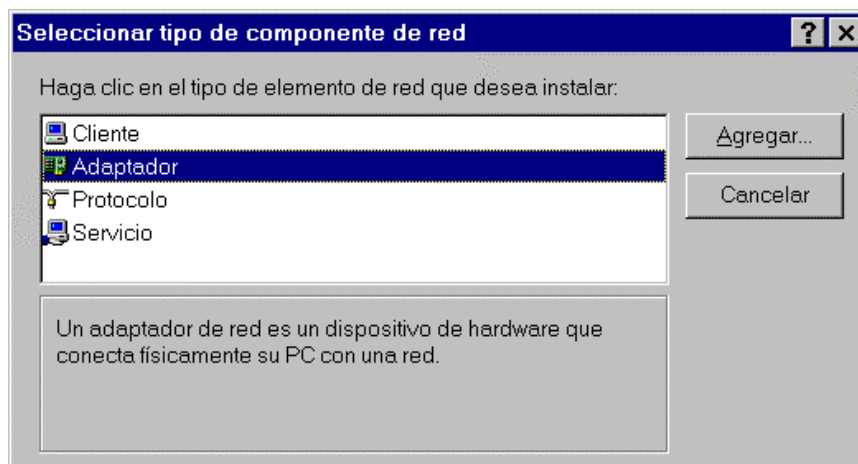 Seleccionar tipo de componente de red
Haga clic en el tipo de elemento de red que desea instalar:
Cliente
Adaptador
Protocolo
Servicio
Agregar...
Cancelar
Un adaptador de red es un dispositivo de hardware que
conecta físicamente su PC con una red.